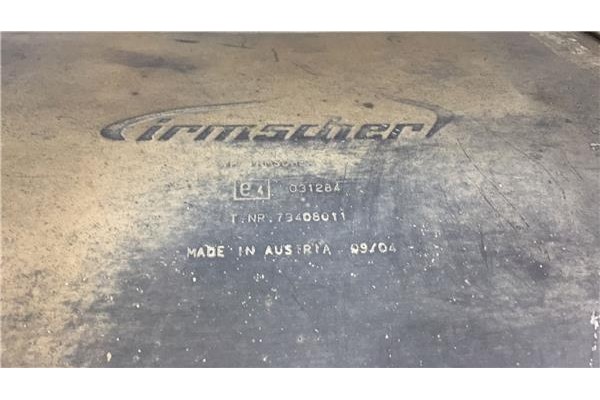 irmscher
e4 031284
T.NR.73408011
MADE IN AUSTRIA 09/04